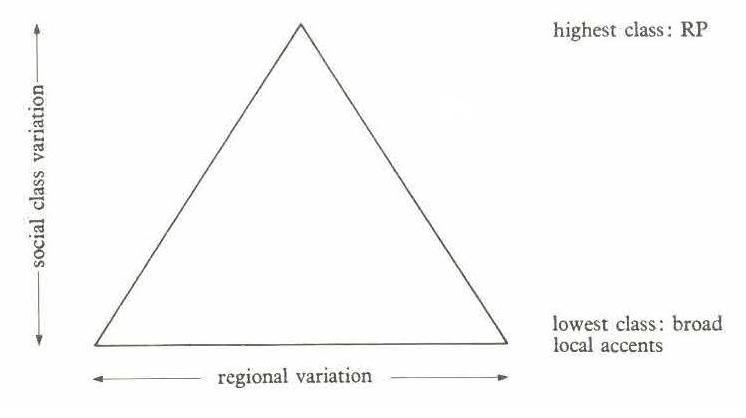 highest class: RP
social class variation
lowest class: broad
local accents
regional variation